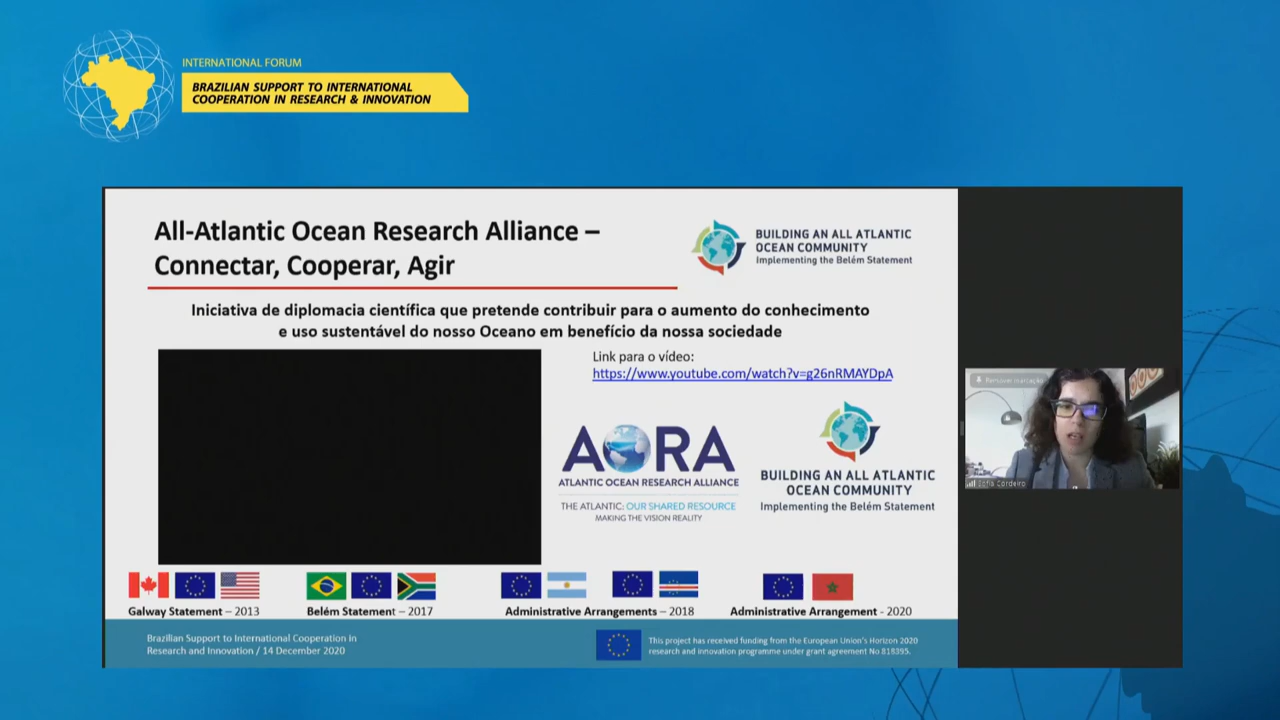 INTERNATIONAL FORUM
BRAZILIAN SUPPORT TO INTERNATIONAL
COOPERATION IN RESEARCH & INNOVATION
All-Atlantic Ocean Research Alliance –
Connectar, Cooperar, Agir
BUILDING AN ALL ATLANTIC
OCEAN COMMUNITY
Implementing the Belém Statement
Iniciativa de diplomacia científica que pretende contribuir para o aumento do conhecimento
e uso sustentável do nosso Oceano em benefício da nossa sociedade
Link para o vídeo:
https://www.youtube.com/watch?v=g26nRMAYDpA
AORA
ATLANTIC OCEAN RESEARCH ALLIANCE
THE ATLANTIC: OUR SHARED RESOURCE
MAKING THE VISION REALITY
BUILDING AN ALL ATLANTIC
OCEAN COMMUNITY
Implementing the Belém Statement
Remover marcação
Sofia Cordeiro
Galway Statement – 2013
Belém Statement – 2017
Administrative Arrangements – 2018
Administrative Arrangement - 2020
Brazilian Support to International Cooperation in
Research and Innovation / 14 December 2020
This project has received funding from the European Union's Horizon 2020
research and innovation programme under grant agreement No 818395.